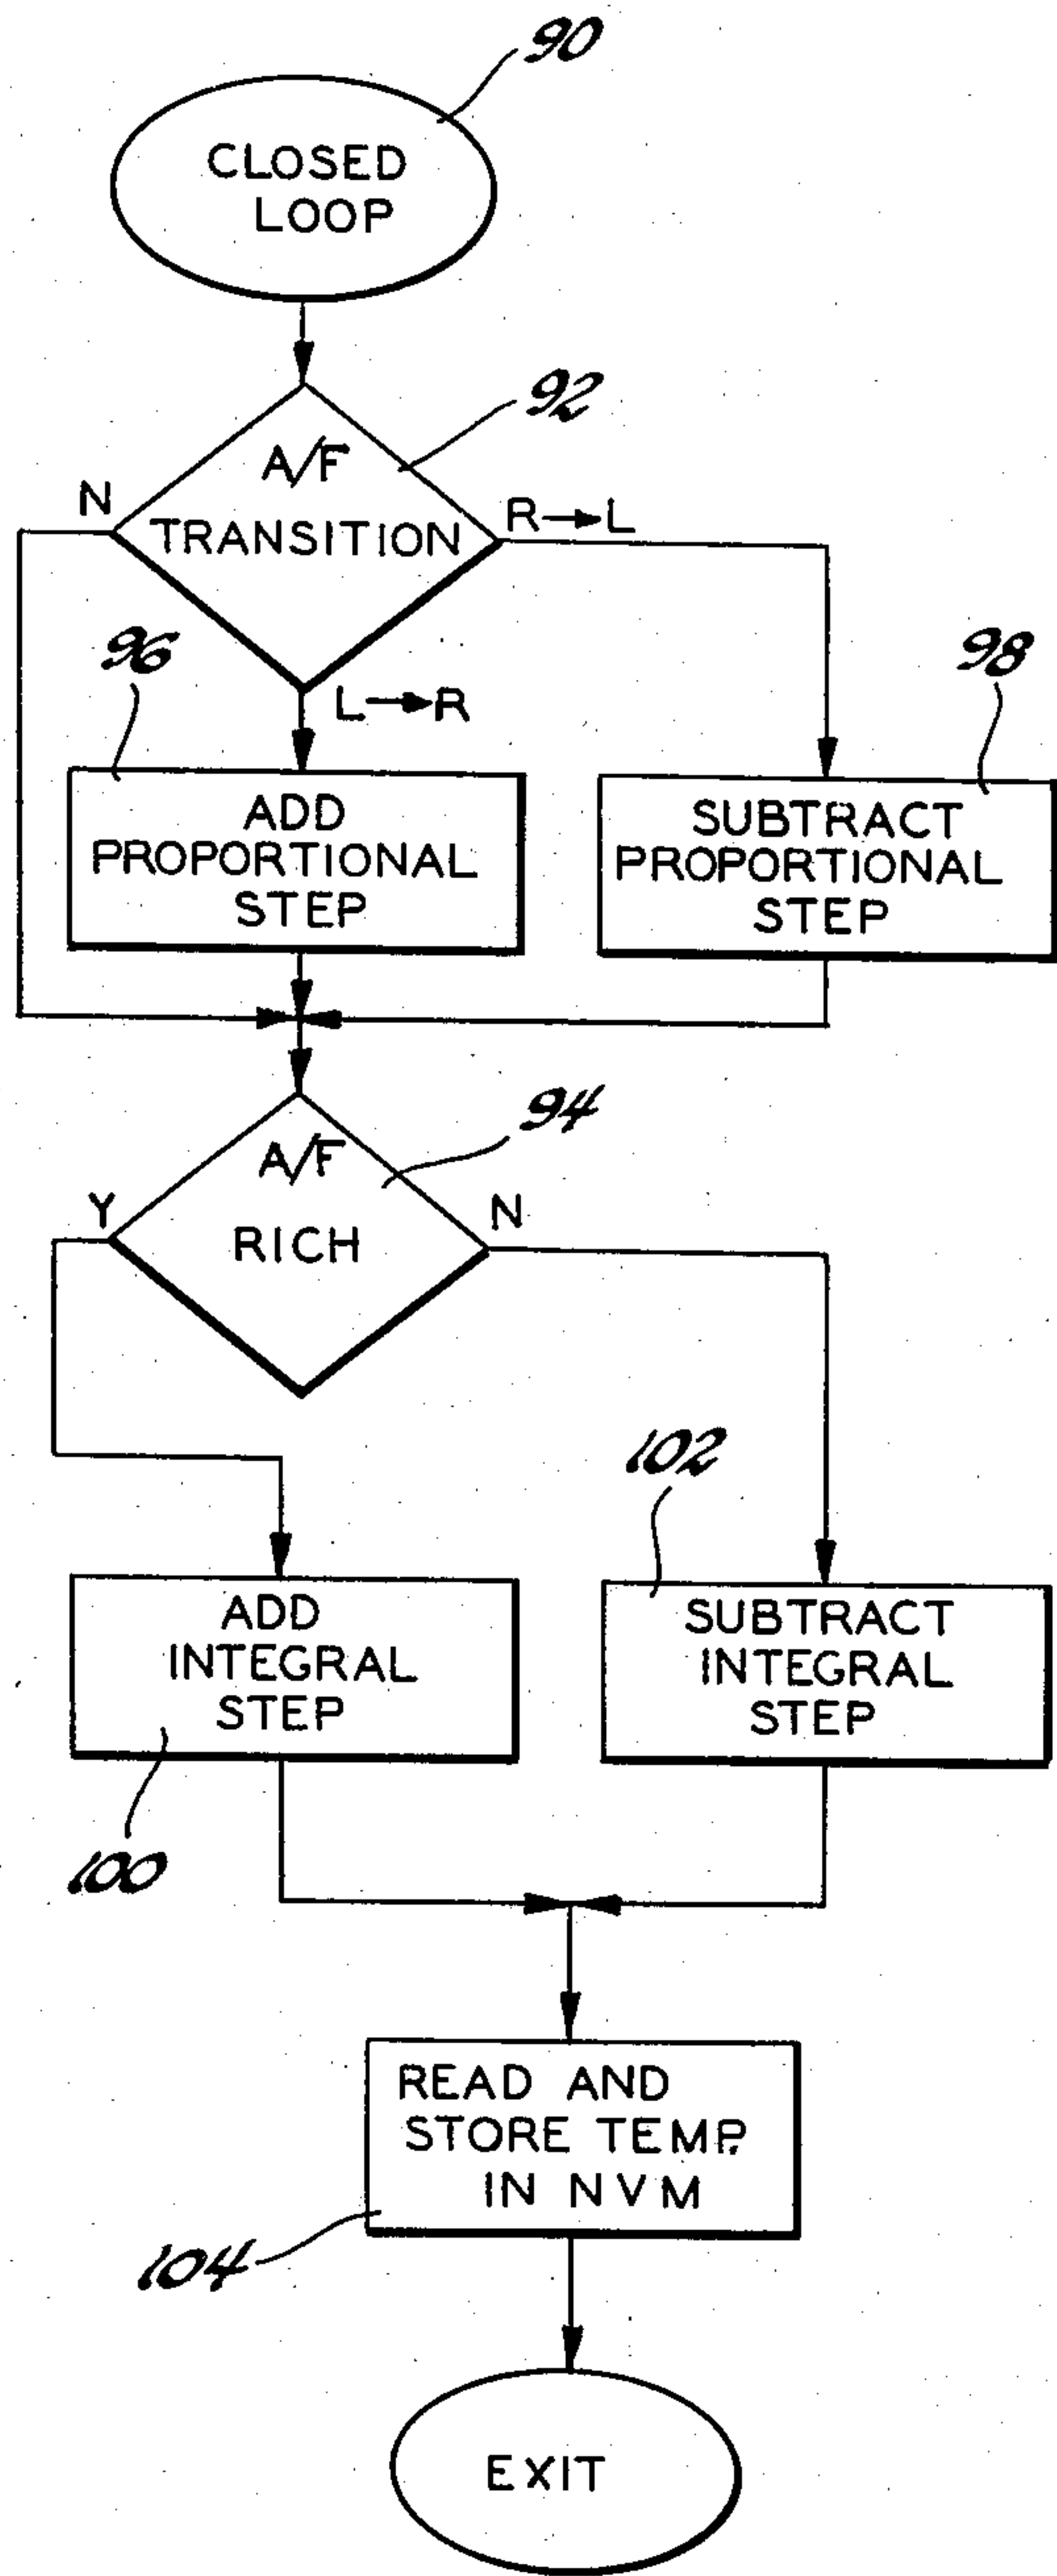 90
CLOSED
LOOP
92
A/F
TRANSITION
N
R→L
96
98
L→R
ADD
PROPORTIONAL
STEP
SUBTRACT
PROPORTIONAL
STEP
94
A/F
RICH
Y
N
102
ADD
INTEGRAL
STEP
SUBTRACT
INTEGRAL
STEP
100
READ AND
STORE TEMP.
IN NVM
104
EXIT